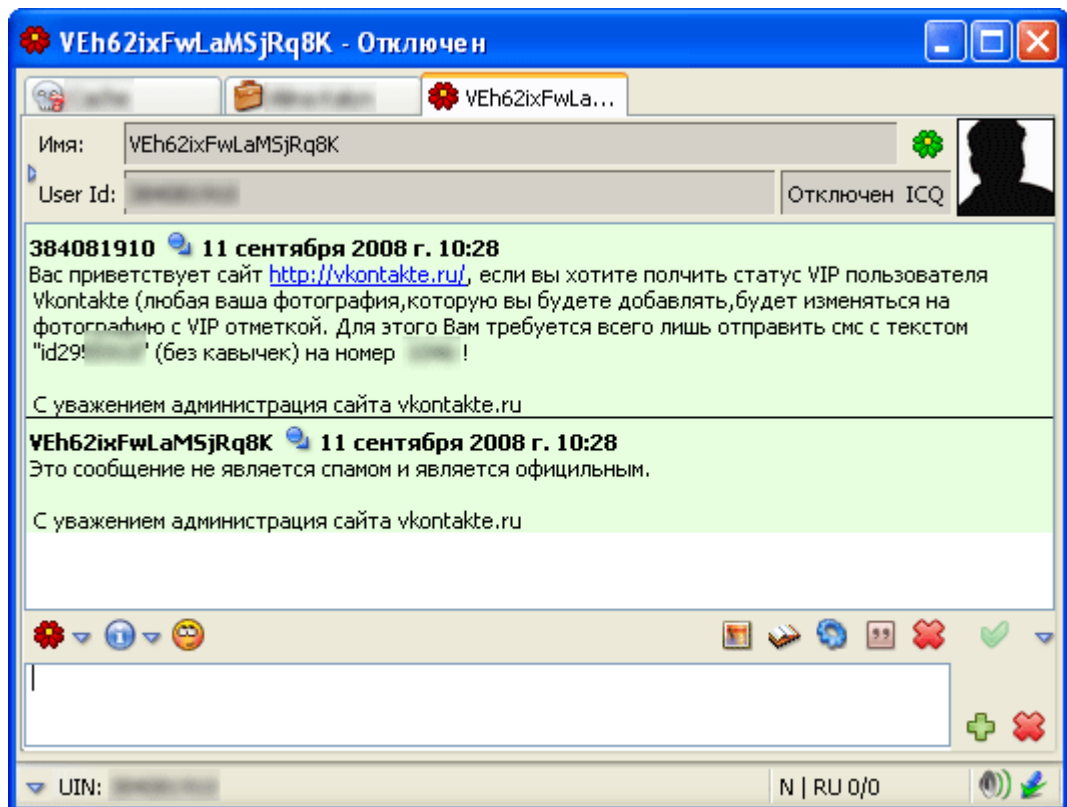 VEh62ixFwLaMSjRq8K - Отключен
VEh62ixFwLa...
Имя: VEh62ixFwLaMSjRq8K
User Id: Отключен ICQ
384081910 11 сентября 2008 г. 10:28
Вас приветствует сайт http://vkontakte.ru/, если вы хотите полчить статус VIP пользователя
Vkontakte (любая ваша фотография,которую вы будете добавлять,будет изменяться на
фотографию с VIP отметкой. Для этого Вам требуется всего лишь отправить смс с текстом
"id29 " (без кавычек) на номер !
С уважением администрация сайта vkontakte.ru
VEh62ixFwLaMSjRq8K 11 сентября 2008 г. 10:28
Это сообщение не является спамом и является официльным.
С уважением администрация сайта vkontakte.ru
UIN: N | RU 0/0